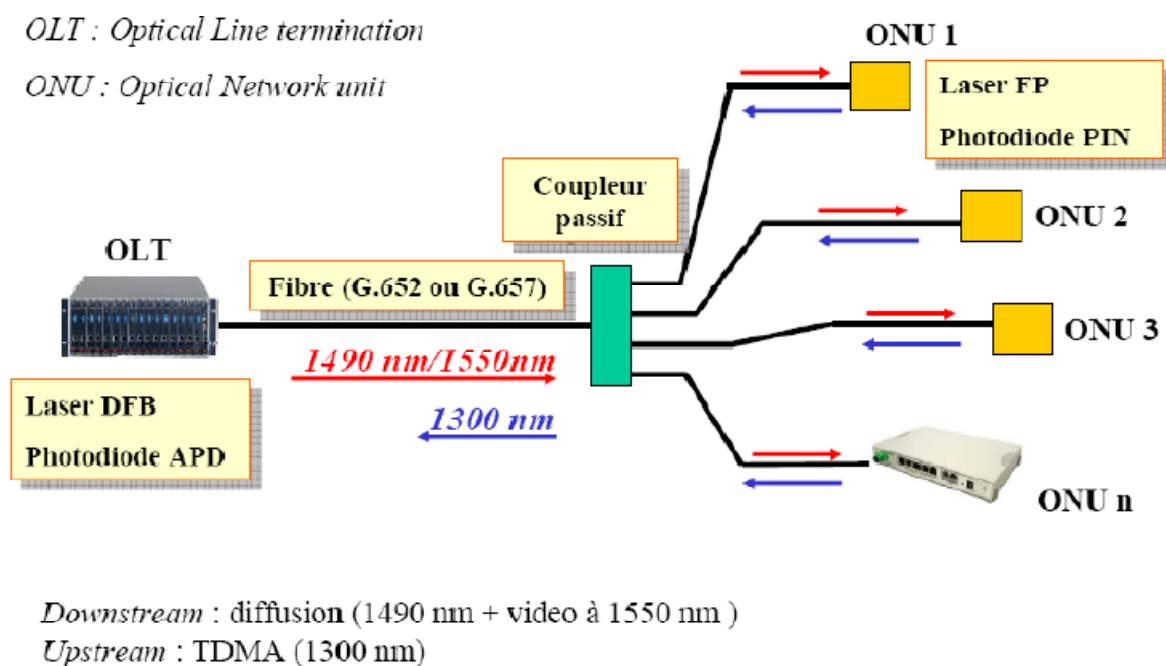 OLT : Optical Line termination
ONU : Optical Network unit
ONU 1
Laser FP
Photodiode PIN
Coupleur
passif
ONU 2
OLT
Fibre (G.652 ou G.657)
ONU 3
1490 nm/1550nm
Laser DFB
Photodiode APD
1300 nm
ONU n
Downstream : diffusion (1490 nm + video à 1550 nm )
Upstream : TDMA (1300 nm)